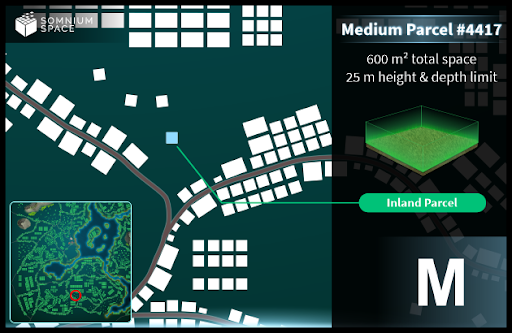 SOMNIUM
SPACE
Medium Parcel #4417
600 m² total space
25 m height & depth limit
Inland Parcel
M